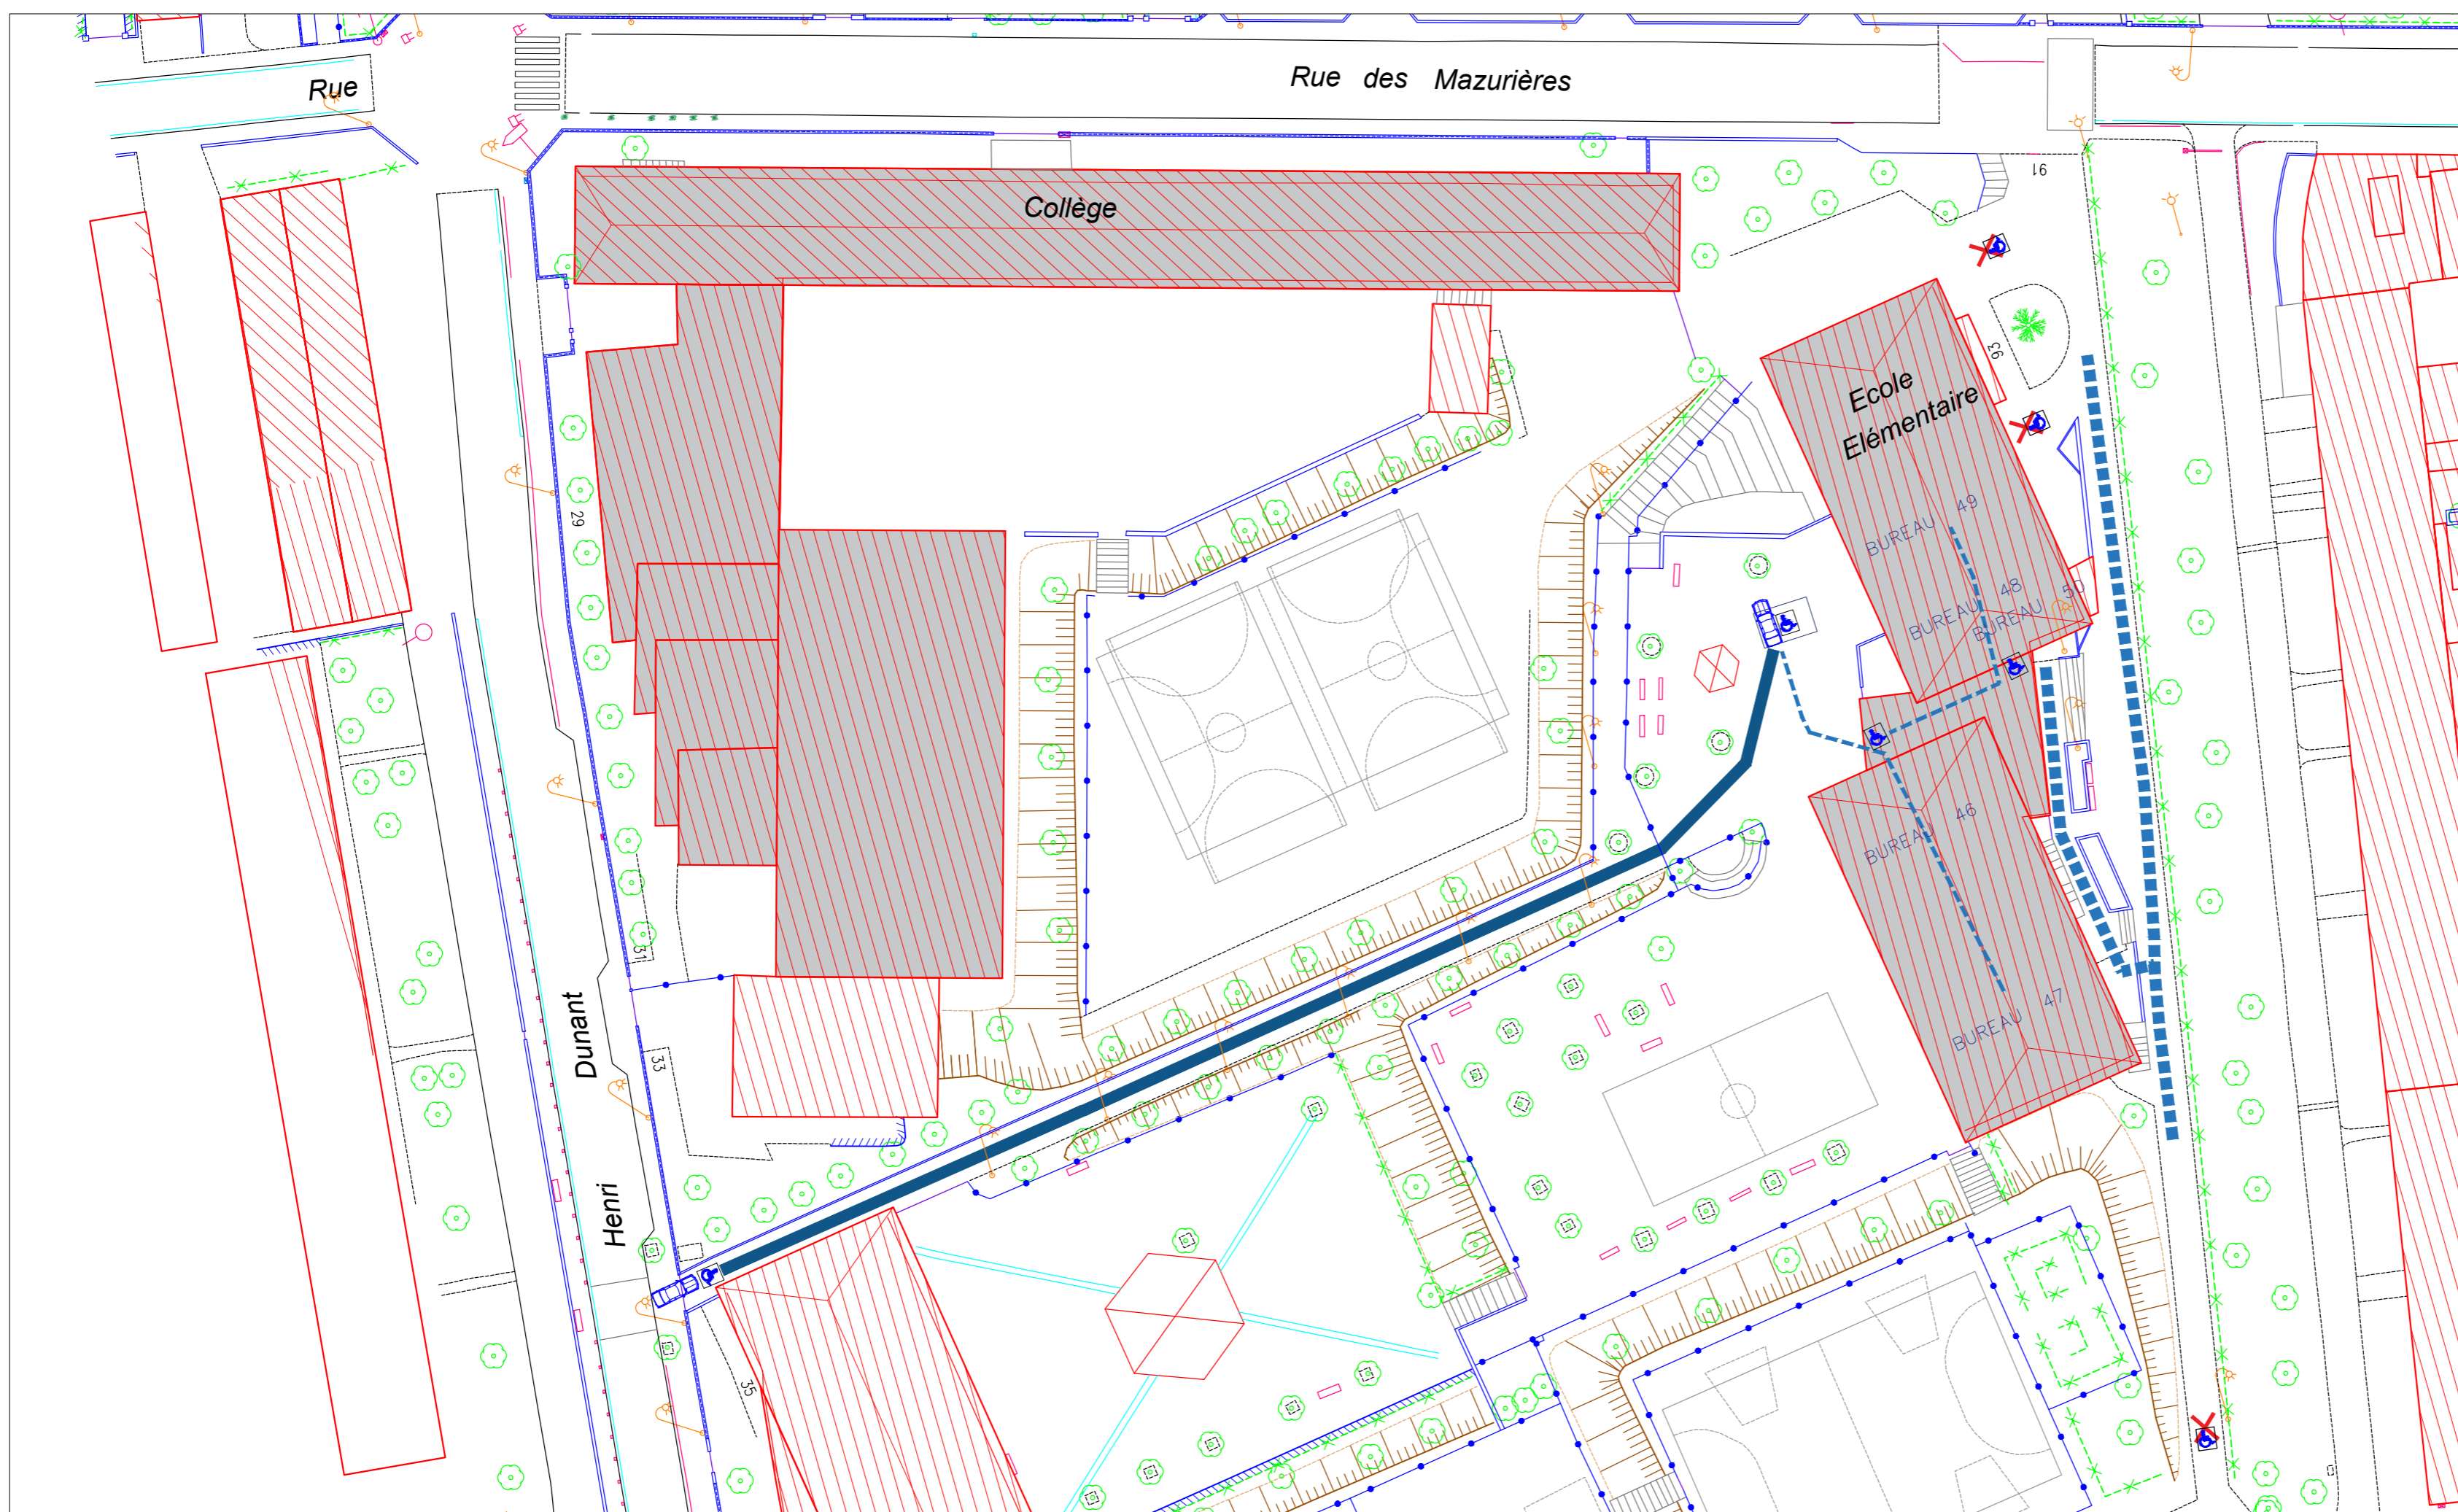 Rue
Rue des Mazurières
91
Collège
93
Ecole
Elémentaire
29
BUREAU 49
BUREAU 48
BUREAU 50
BUREAU 46
31
BUREAU 47
Dunant
33
Henri
35